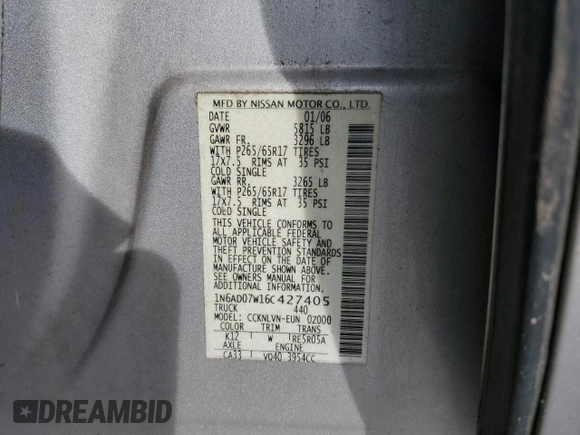 MFD BY NISSAN MOTOR CO., LTD.
DATE 01/06
GVWR 5815 LB
GAWR FR. 3296 LB
WITH P265/65R17 TIRES
17X7.5 RIMS AT 35 PSI
COLD SINGLE
GAWR RR. 3265 LB
WITH P265/65R17 TIRES
17X7.5 RIMS AT 35 PSI
COLD SINGLE
THIS VEHICLE CONFORMS TO
ALL APPLICABLE FEDERAL
MOTOR VEHICLE SAFETY AND
THEFT PREVENTION STANDARDS
IN EFFECT ON THE DATE OF
MANUFACTURE SHOWN ABOVE.
SEE OWNERS MANUAL FOR
ADDITIONAL INFORMATION
1N6AD07W16C427405
TRUCK 440
MODEL CCKNLVN-EUN 02000
COLOR TRIM TRANS
K12 W RE5R05A
AXLE ENGINE
CA33 VQ40 3954CC
DREAMBID